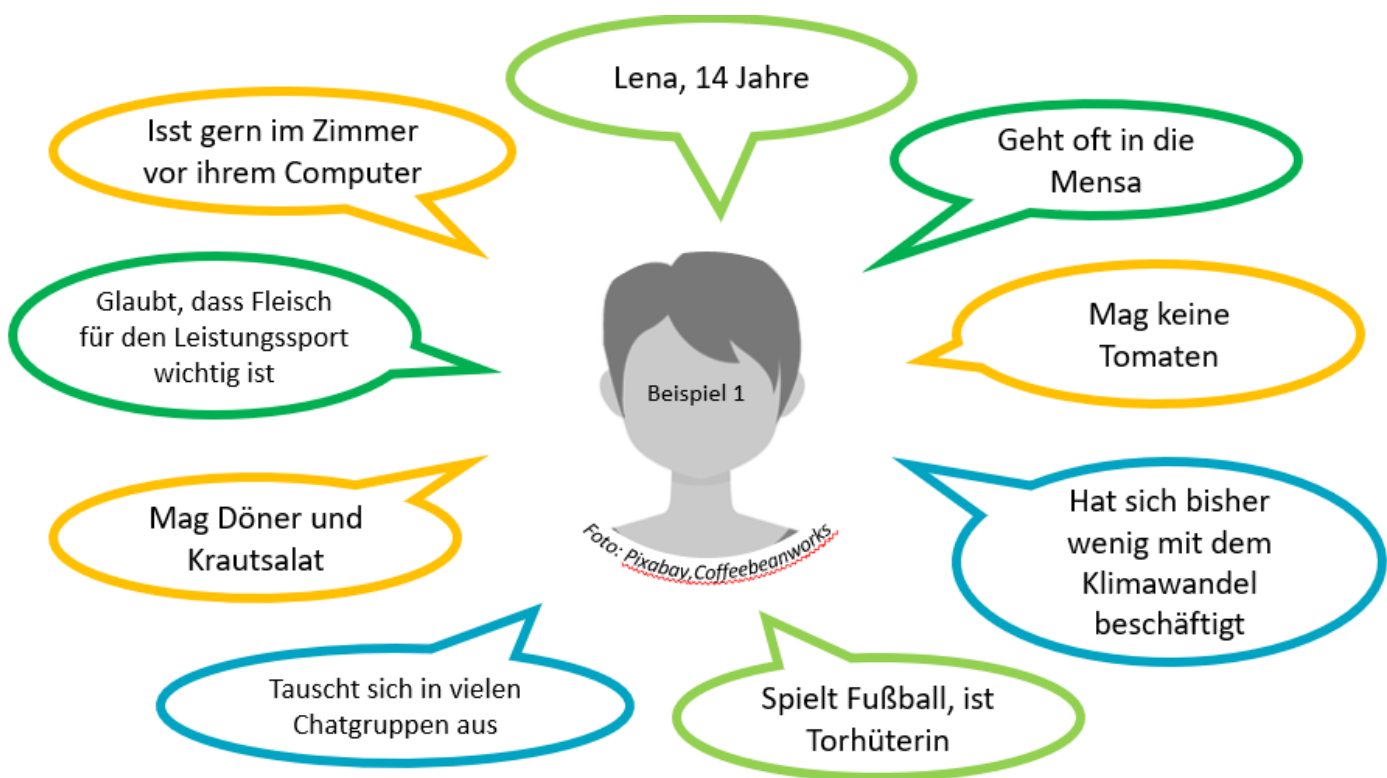 Lena, 14 Jahre
Isst gern im Zimmer
vor ihrem Computer
Geht oft in die
Mensa
Glaubt, dass Fleisch
für den Leistungssport
wichtig ist
Mag keine
Tomaten
Beispiel 1
Mag Döner und
Krautsalat
Foto: Pixabay,Coffeebeanworks
Hat sich bisher
wenig mit dem
Klimawandel
beschäftigt
Tauscht sich in vielen
Chatgruppen aus
Spielt Fußball, ist
Torhüterin